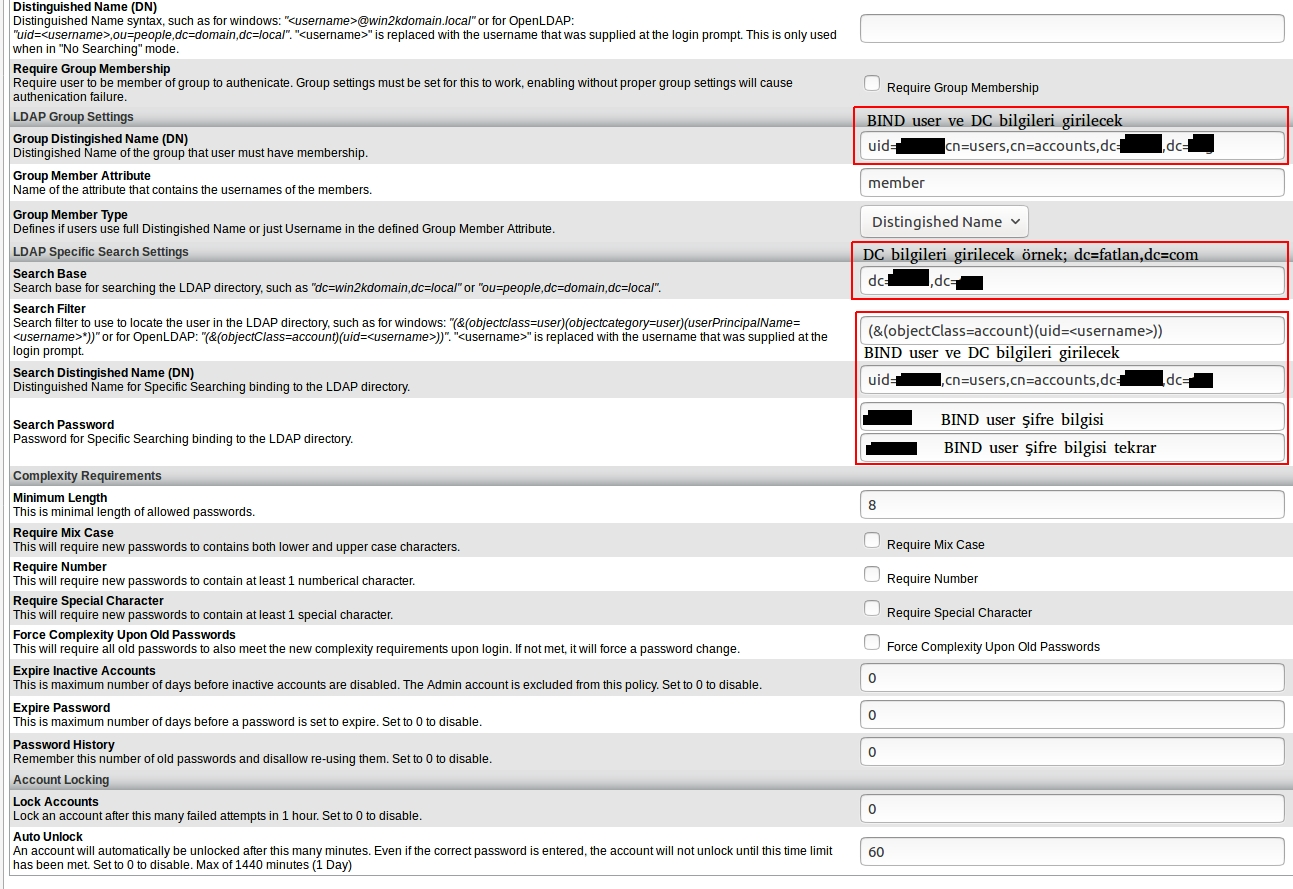 Distinguished Name (DN)
Distinguished Name syntax, such as for windows: "<username>@win2kdomain.local" or for OpenLDAP:
"uid=<username>,ou=people,dc=domain,dc=local". "<username>" is replaced with the username that was supplied at the login prompt. This is only used
when in "No Searching" mode.
Require Group Membership
Require user to be member of group to authenicate. Group settings must be set for this to work, enabling without proper group settings will cause
authenication failure.
Require Group Membership
LDAP Group Settings
BIND user ve DC bilgileri girilecek
Group Distingished Name (DN)
Distingished Name of the group that user must have membership.
uid= cn=users,cn=accounts,dc= ,dc=
Group Member Attribute
Name of the attribute that contains the usernames of the members.
member
Group Member Type
Defines if users use full Distingished Name or just Username in the defined Group Member Attribute.
Distingished Name
LDAP Specific Search Settings
DC bilgileri girilecek örnek; dc=fatlan,dc=com
Search Base
Search base for searching the LDAP directory, such as "dc=win2kdomain,dc=local" or "ou=people,dc=domain,dc=local".
dc= ,dc=
Search Filter
Search filter to use to locate the user in the LDAP directory, such as for windows: "(&(objectclass=user)(objectcategory=user)(userPrincipalName=
<username>*))" or for OpenLDAP: "(&(objectClass=account)(uid=<username>))". "<username>" is replaced with the username that was supplied at the
login prompt.
(&(objectClass=account)(uid=<username>))
BIND user ve DC bilgileri girilecek
Search Distingished Name (DN)
Distinguished Name for Specific Searching binding to the LDAP directory.
uid= ,cn=users,cn=accounts,dc= ,dc=
Search Password
Password for Specific Searching binding to the LDAP directory.
BIND user şifre bilgisi
BIND user şifre bilgisi tekrar
Complexity Requirements
Minimum Length
This is minimal length of allowed passwords.
8
Require Mix Case
This will require new passwords to contains both lower and upper case characters.
Require Mix Case
Require Number
This will require new passwords to contain at least 1 numberical character.
Require Number
Require Special Character
This will require new passwords to contain at least 1 special character.
Require Special Character
Force Complexity Upon Old Passwords
This will require all old passwords to also meet the new complexity requirements upon login. If not met, it will force a password change.
Force Complexity Upon Old Passwords
Expire Inactive Accounts
This is maximum number of days before inactive accounts are disabled. The Admin account is excluded from this policy. Set to 0 to disable.
0
Expire Password
This is maximum number of days before a password is set to expire. Set to 0 to disable.
0
Password History
Remember this number of old passwords and disallow re-using them. Set to 0 to disable.
0
Account Locking
Lock Accounts
Lock an account after this many failed attempts in 1 hour. Set to 0 to disable.
0
Auto Unlock
An account will automatically be unlocked after this many minutes. Even if the correct password is entered, the account will not unlock until this time limit
has been met. Set to 0 to disable. Max of 1440 minutes (1 Day)
60